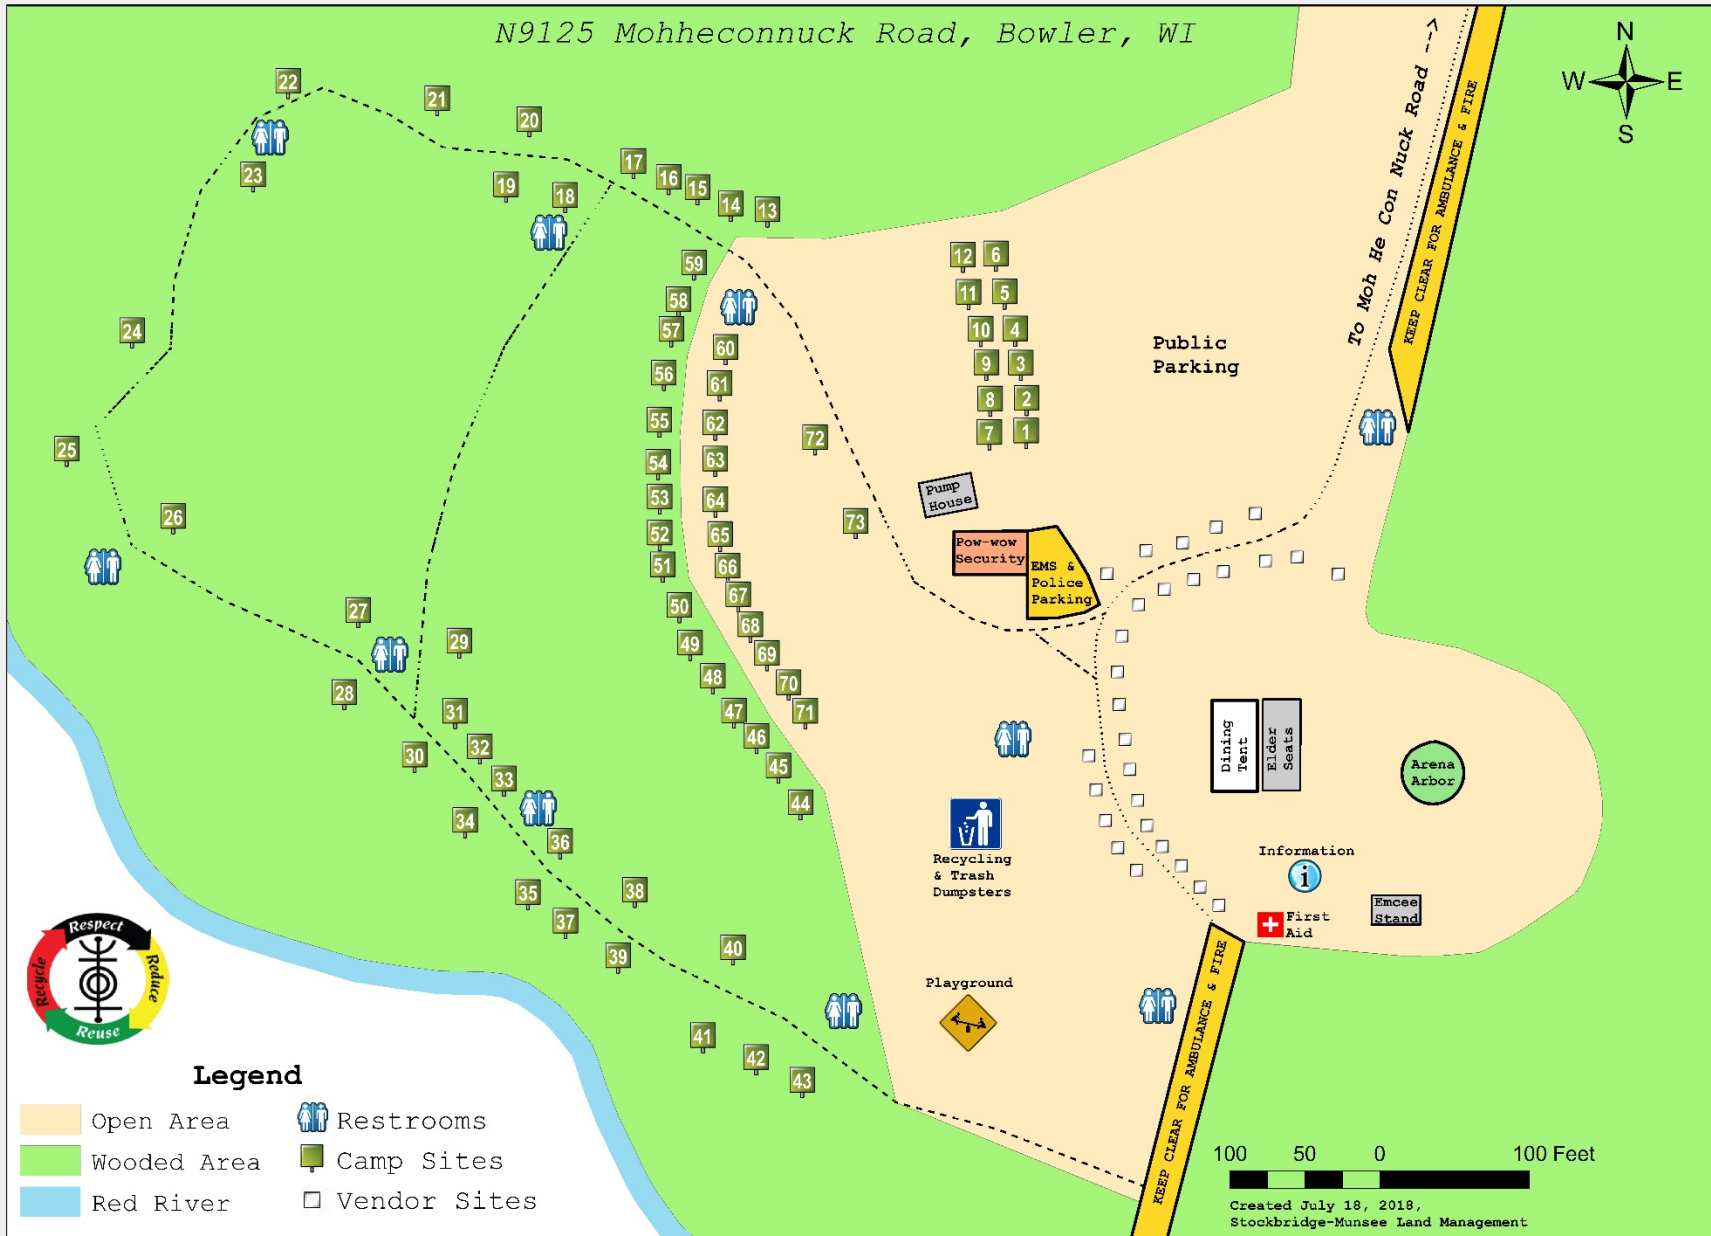 N9125 Mohheconnuck Road, Bowler, WI
N
W E
S
To Moh He Con Nuck Road -->
KEEP CLEAR FOR AMBULANCE & FIRE
22
21
20
23
19
18
17
16
15
14
13
24
25
26
27
28
29
30
31
32
33
34
35
36
37
38
39
40
41
42
43
59
58
57
56
55
54
53
52
51
50
49
48
47
46
45
44
60
61
62
63
64
65
66
67
68
69
70
71
72
73
12 6
11 5
10 4
9 3
8 2
7 1
Public
Parking
Pump
House
Pow-wow
Security
EMS &
Police
Parking
Dining
Tent
Elder
Seats
Arena
Arbor
Recycling
& Trash
Dumpsters
Information
i
First
Aid
Emcee
Stand
Playground
KEEP CLEAR FOR AMBULANCE & FIRE
Respect
Recycle
Reduce
Reuse
Legend
Open Area
Wooded Area
Red River
Restrooms
Camp Sites
Vendor Sites
100 50 0 100 Feet
Created July 18, 2018,
Stockbridge-Munsee Land Management